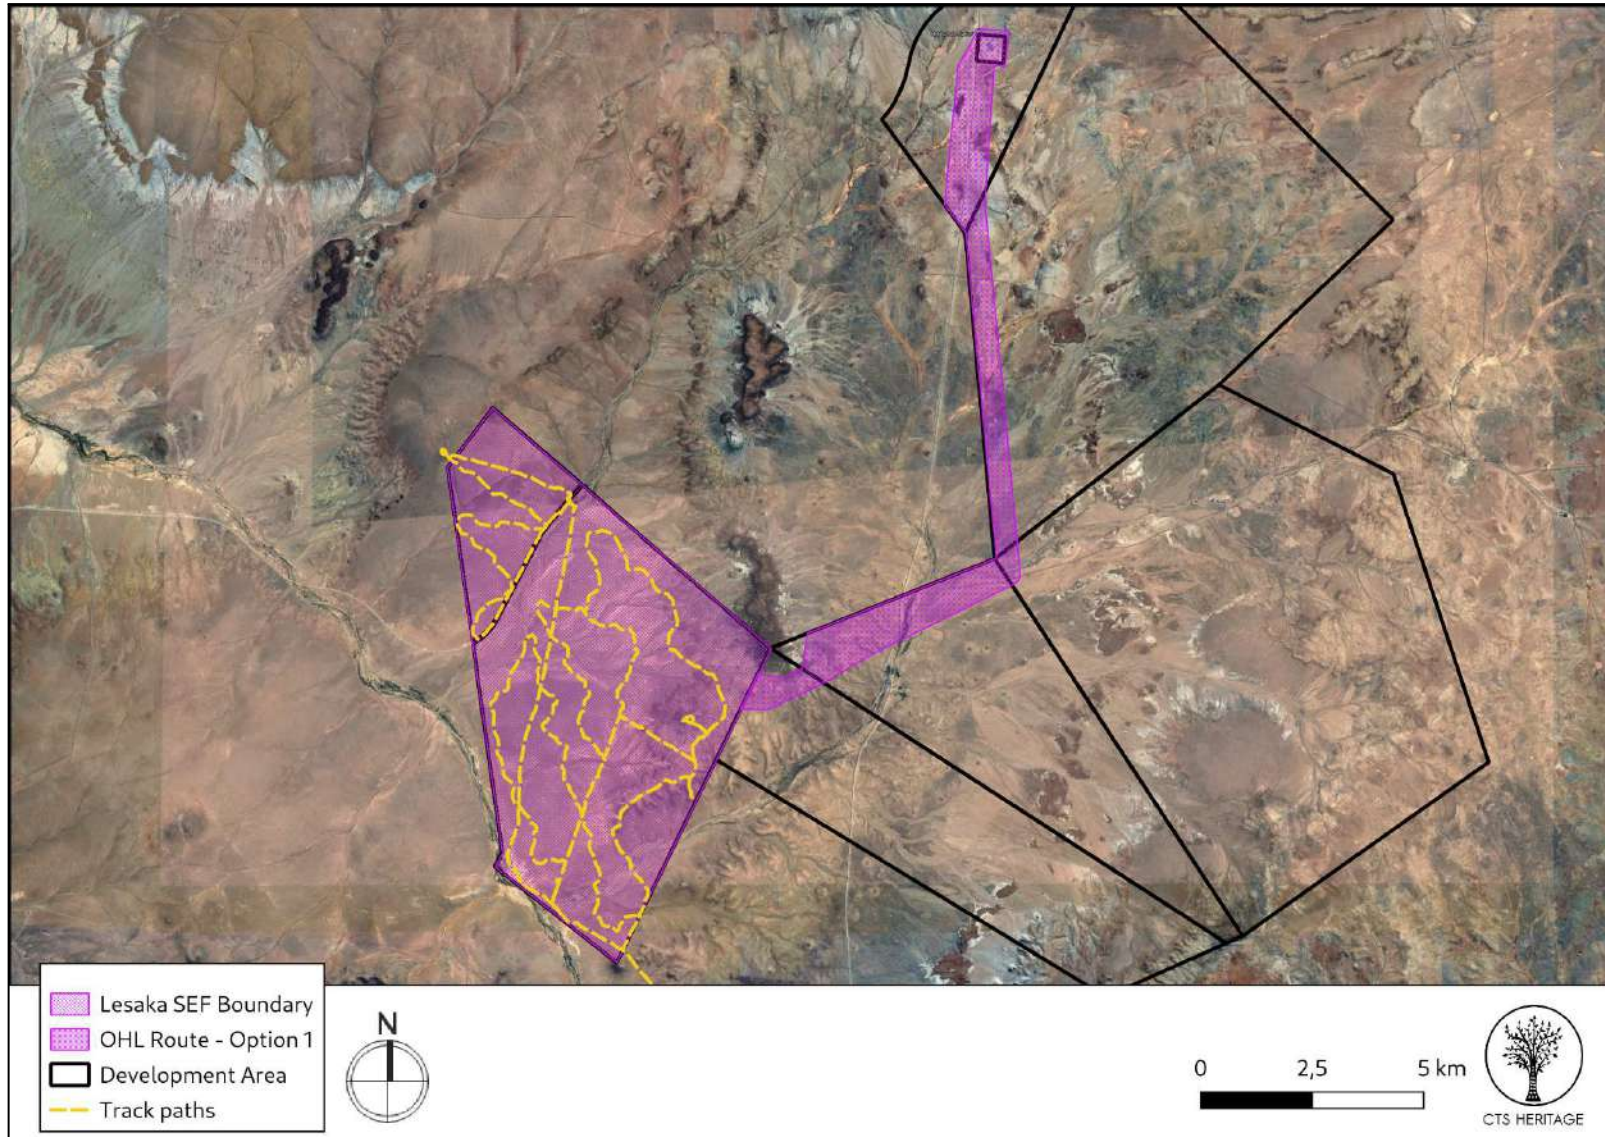 Lesaka SEF Boundary
OHL Route - Option 1
Development Area
Track paths
N
0 2,5 5 km
CTS HERITAGE